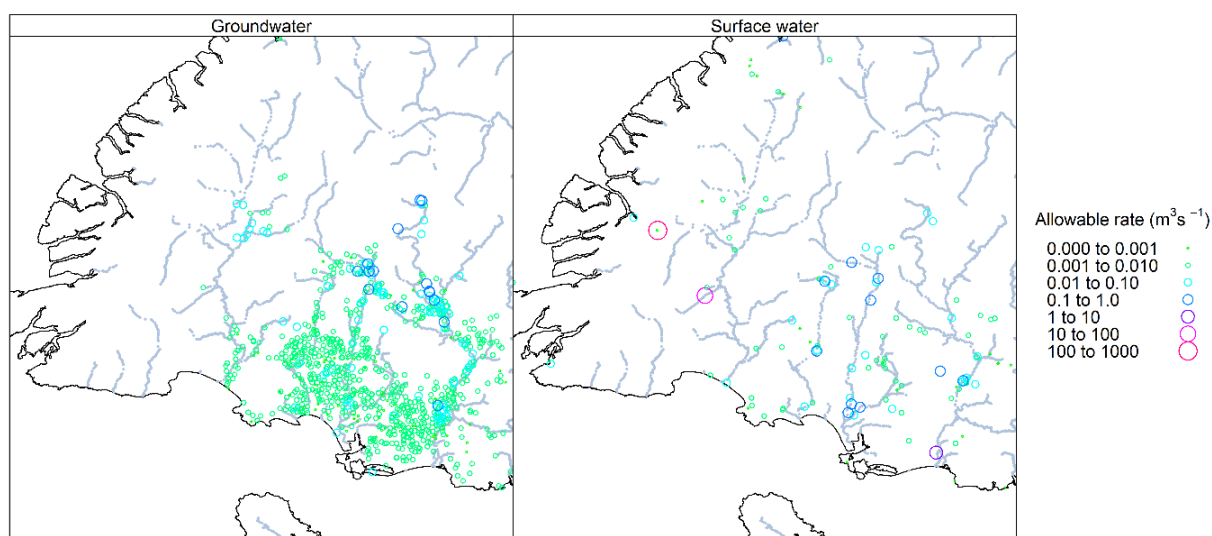 Groundwater
Surface water
Allowable rate (m³s ⁻¹)
0.000 to 0.001
0.001 to 0.010
0.01 to 0.10
0.1 to 1.0
1 to 10
10 to 100
100 to 1000